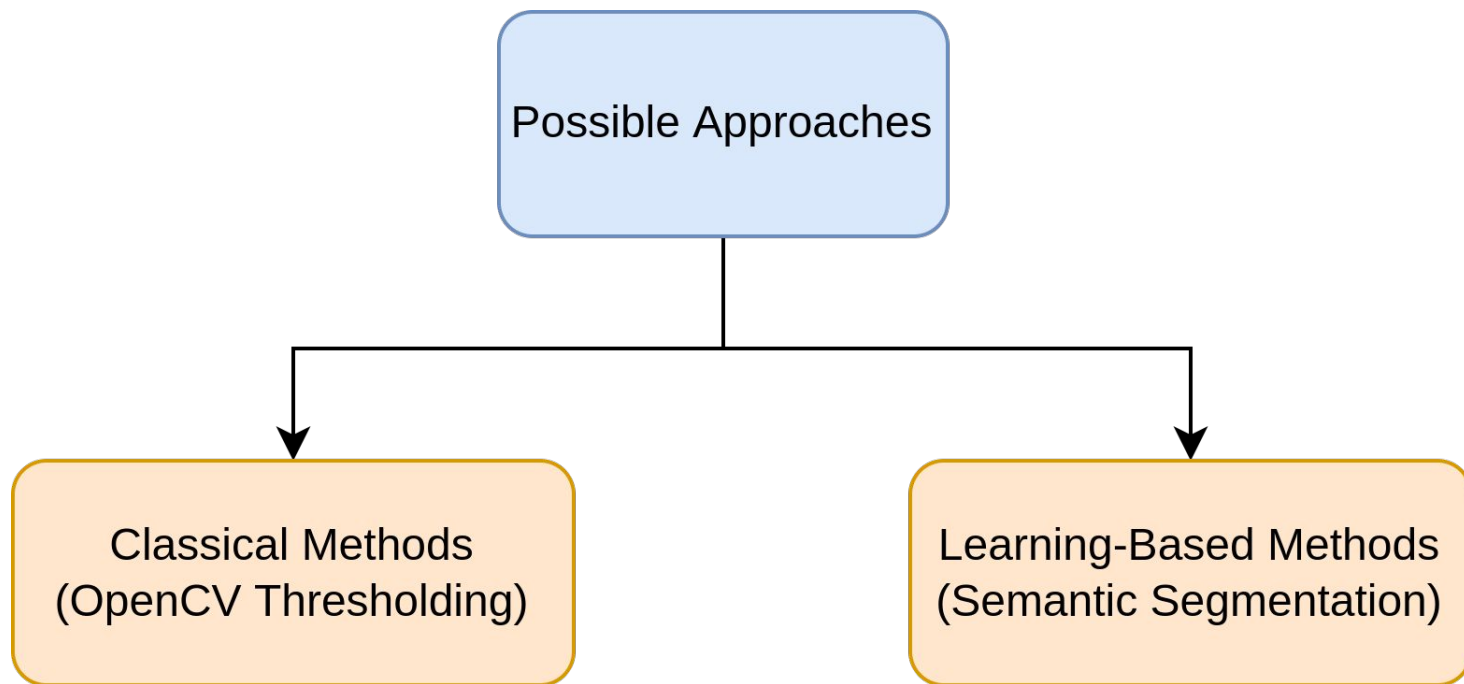 Possible Approaches
Classical Methods
(OpenCV Thresholding)
Learning-Based Methods
(Semantic Segmentation)